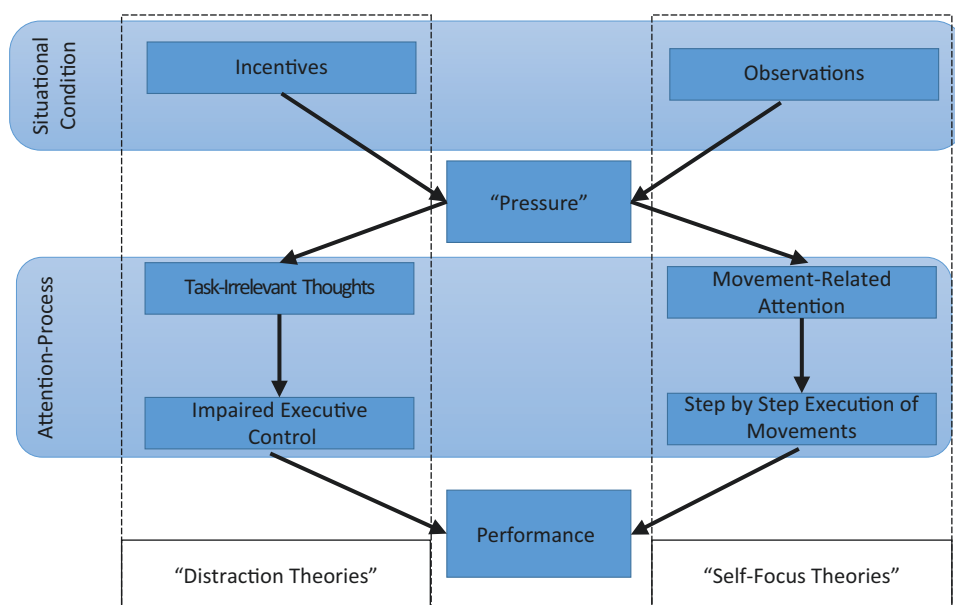 Situational
Condition
Incentives
Observations
“Pressure”
Attention-Process
Task-Irrelevant Thoughts
Movement-Related
Attention
Impaired Executive
Control
Step by Step Execution of
Movements
Performance
“Distraction Theories”
“Self-Focus Theories”